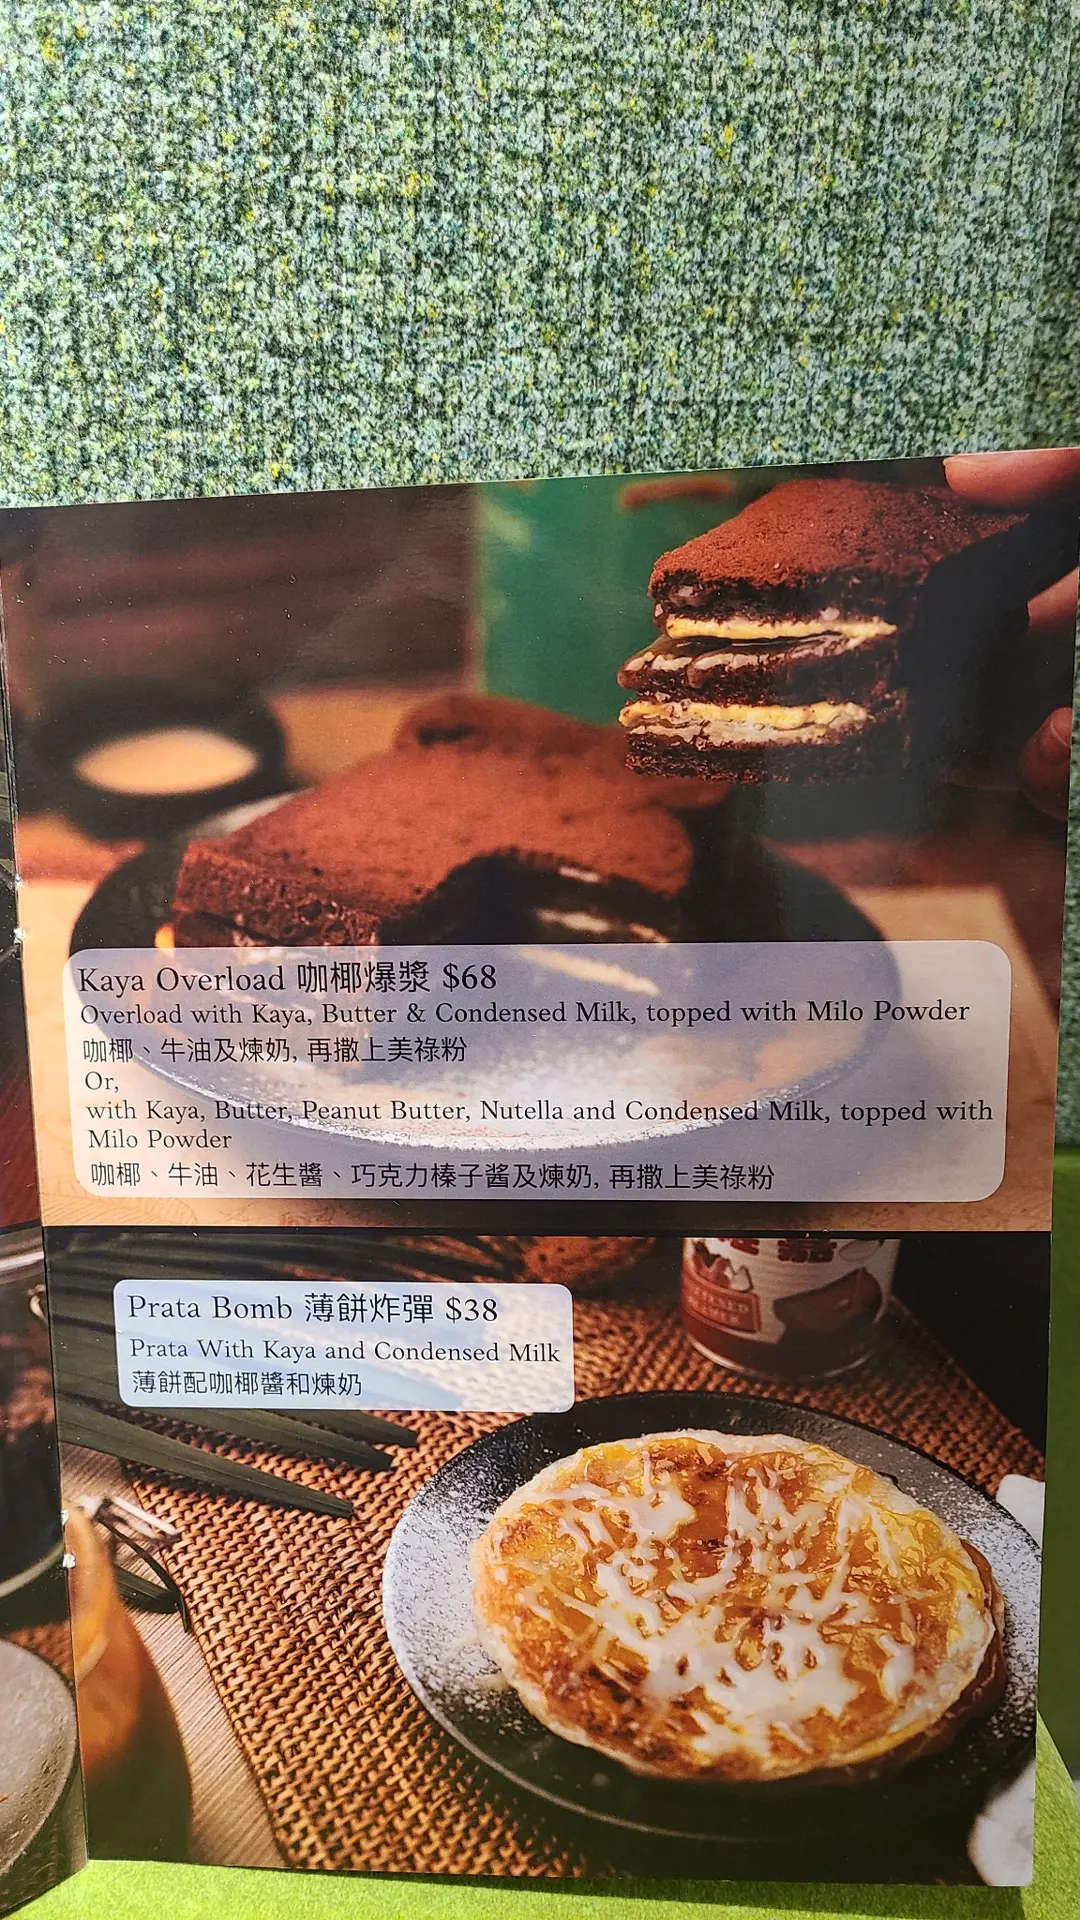 Kaya Overload 咖椰爆漿 $68
Overload with Kaya, Butter & Condensed Milk, topped with Milo Powder
咖椰、牛油及煉奶, 再撒上美祿粉
Or,
with Kaya, Butter, Peanut Butter, Nutella and Condensed Milk, topped with
Milo Powder
咖椰、牛油、花生醬、巧克力榛子醬及煉奶, 再撒上美祿粉
Prata Bomb 薄餅炸彈 $38
Prata With Kaya and Condensed Milk
薄餅配咖椰醬和煉奶